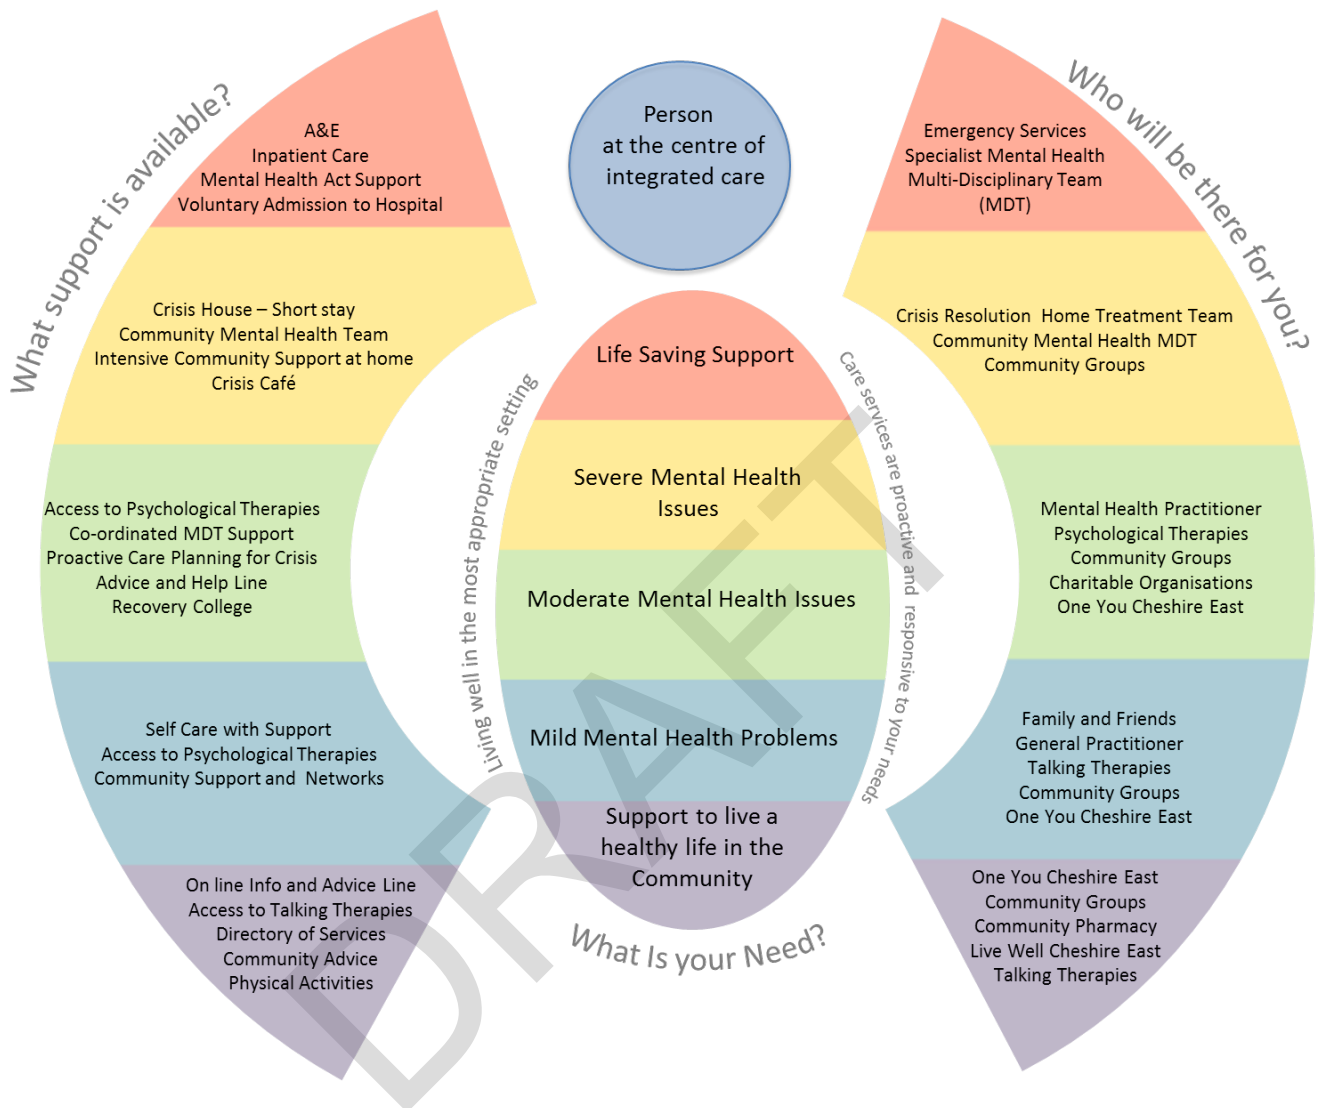 What support is available?
A&E
Inpatient Care
Mental Health Act Support
Voluntary Admission to Hospital
Crisis House – Short stay
Community Mental Health Team
Intensive Community Support at home
Crisis Café
Access to Psychological Therapies
Co-ordinated MDT Support
Proactive Care Planning for Crisis
Advice and Help Line
Recovery College
Self Care with Support
Access to Psychological Therapies
Community Support and Networks
On line Info and Advice Line
Access to Talking Therapies
Directory of Services
Community Advice
Physical Activities
Person
at the centre of
integrated care
Living well in the most appropriate setting
Life Saving Support
Severe Mental Health
Issues
Moderate Mental Health Issues
Mild Mental Health Problems
Support to live a
healthy life in the
Community
What Is your Need?
Care services are proactive and responsive to your needs
Who will be there for you?
Emergency Services
Specialist Mental Health
Multi-Disciplinary Team
(MDT)
Crisis Resolution Home Treatment Team
Community Mental Health MDT
Community Groups
Mental Health Practitioner
Psychological Therapies
Community Groups
Charitable Organisations
One You Cheshire East
Family and Friends
General Practitioner
Talking Therapies
Community Groups
One You Cheshire East
One You Cheshire East
Community Groups
Community Pharmacy
Live Well Cheshire East
Talking Therapies
DRAFT